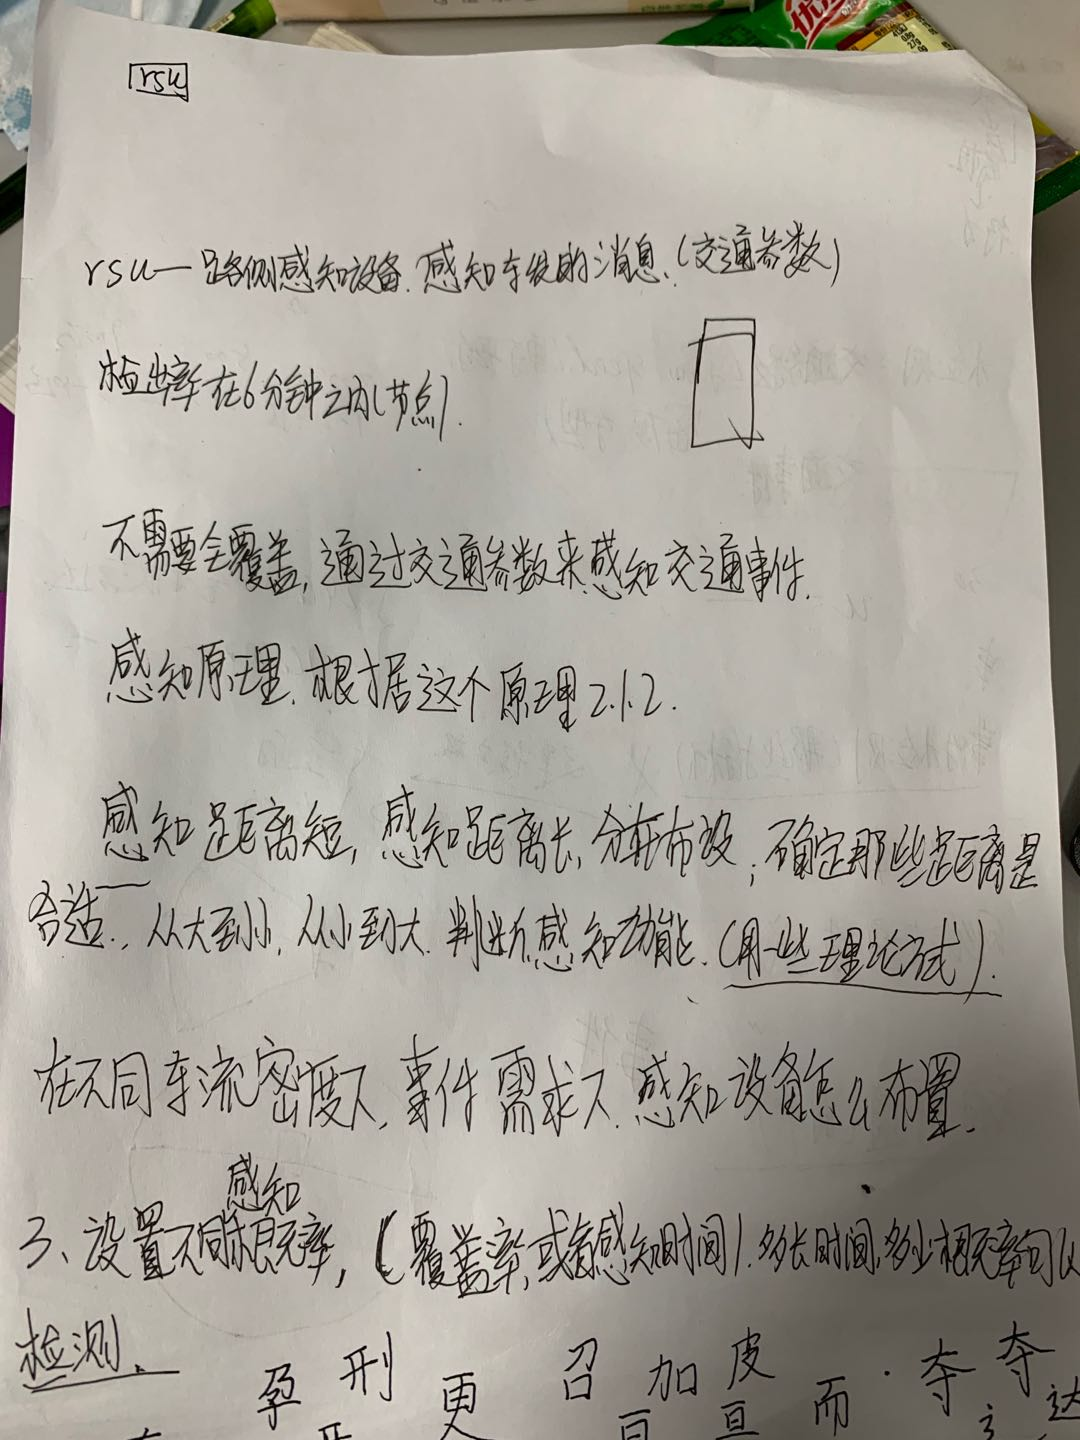 rsu
rsu—路侧感知设备.感知车发的消息.(交通参数)
检出率在6分钟之内(节点).
不需要全覆盖,通过交通参数来感知交通事件.
感知原理.根据这个原理2.1.2.
感知距离短,感知距离长,分布设;确定那些距离是
合适.,从大到小,从小到大.判断感知功能.(用一些理论方式).
在不同车流密度下,事件需求下.感知设备怎么布置.
感知
3、设置不同概率,(覆盖率,或者感知时间).多长时间,多少概率可以
检测.
孕 刑 更 召 加 皮 而 · 夺 夺